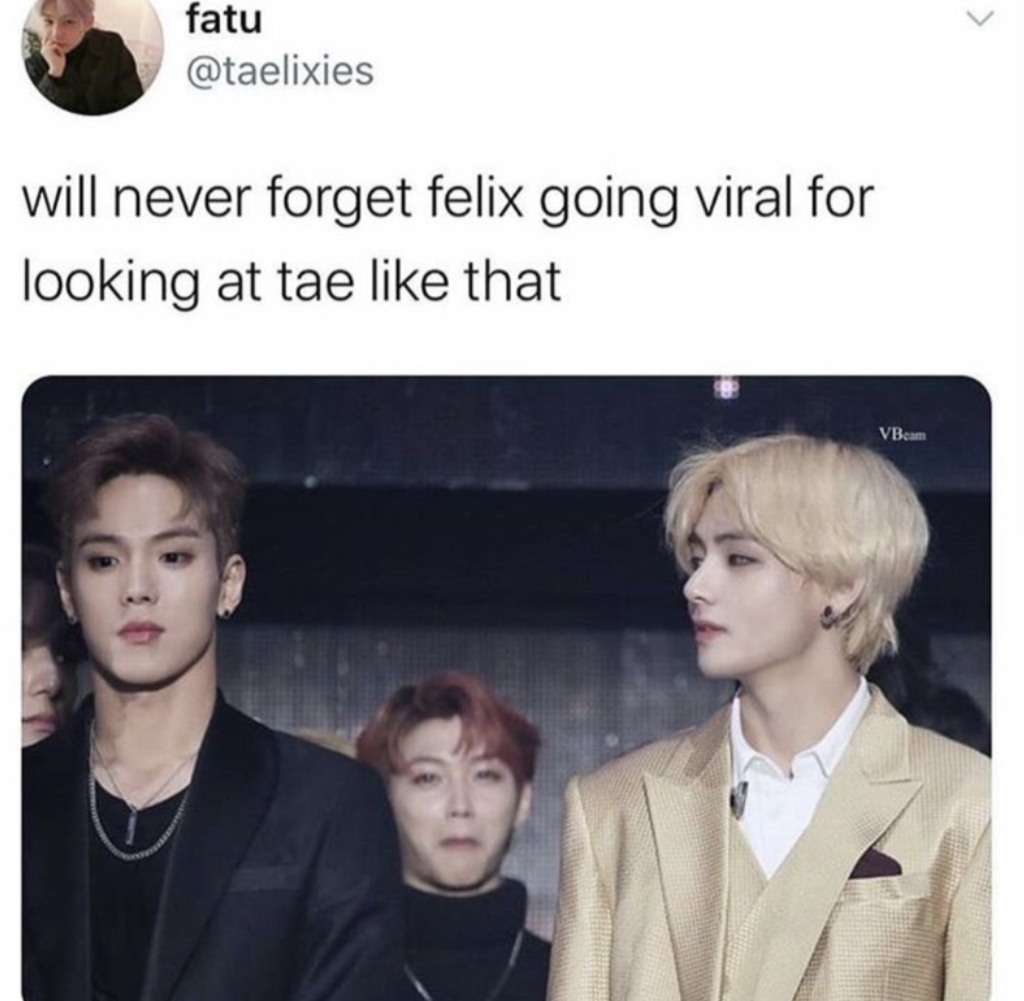 fatu
@taelixies
will never forget felix going viral for
looking at tae like that
VBeam